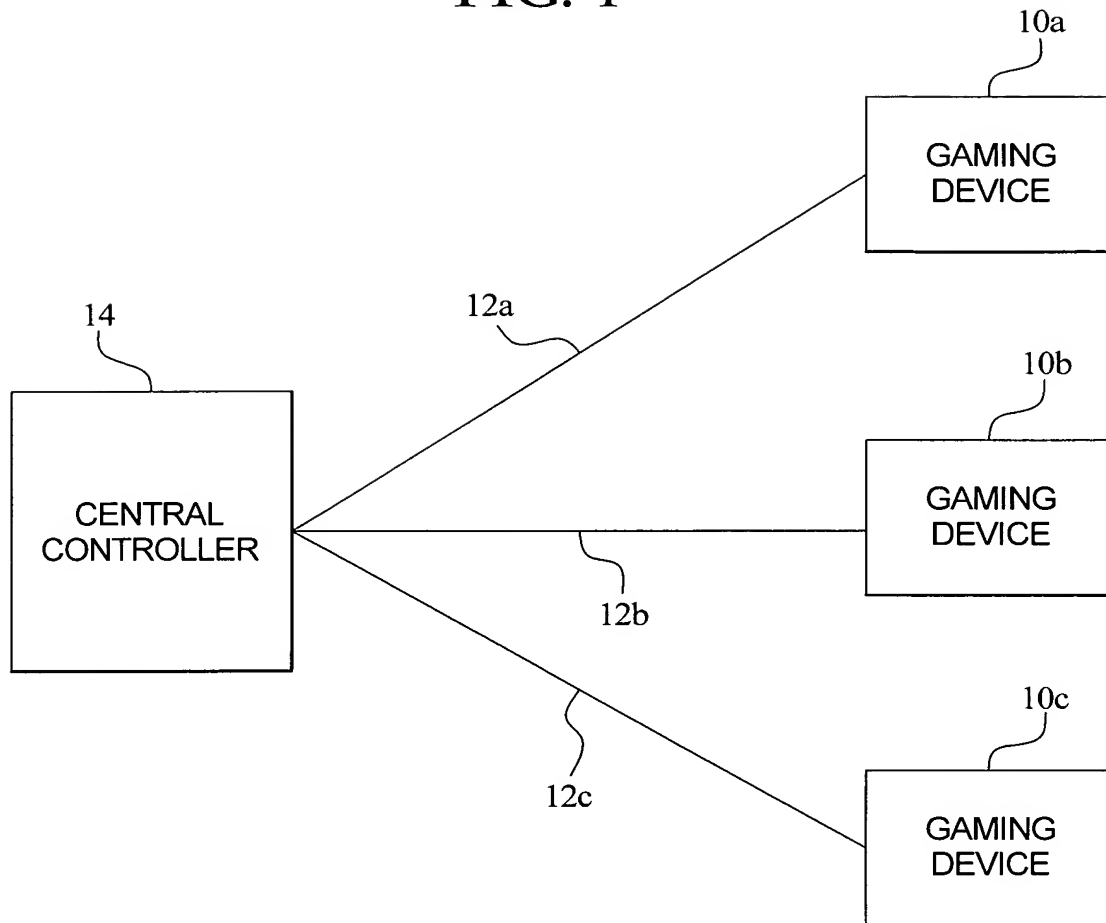 10a
GAMING
DEVICE
12a
14
10b
CENTRAL
CONTROLLER
GAMING
DEVICE
12b
10c
12c
GAMING
DEVICE